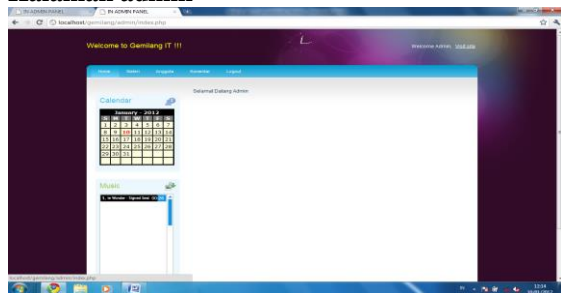 IN ADMIN PANEL
IN ADMIN PANEL
localhost/gemilang/admin/index.php
Welcome to Gemilang IT !!!
Welcome Admin
Home
Anggota
Komentar
Logout
Selamat Datang Admin
Calendar
January 2012
S M T W T F S
1 2 3 4 5 6 7
8 9 10 11 12 13 14
15 16 17 18 19 20 21
22 23 24 25 26 27 28
29 30 31
Music
localhost/gemilang/admin/index.php